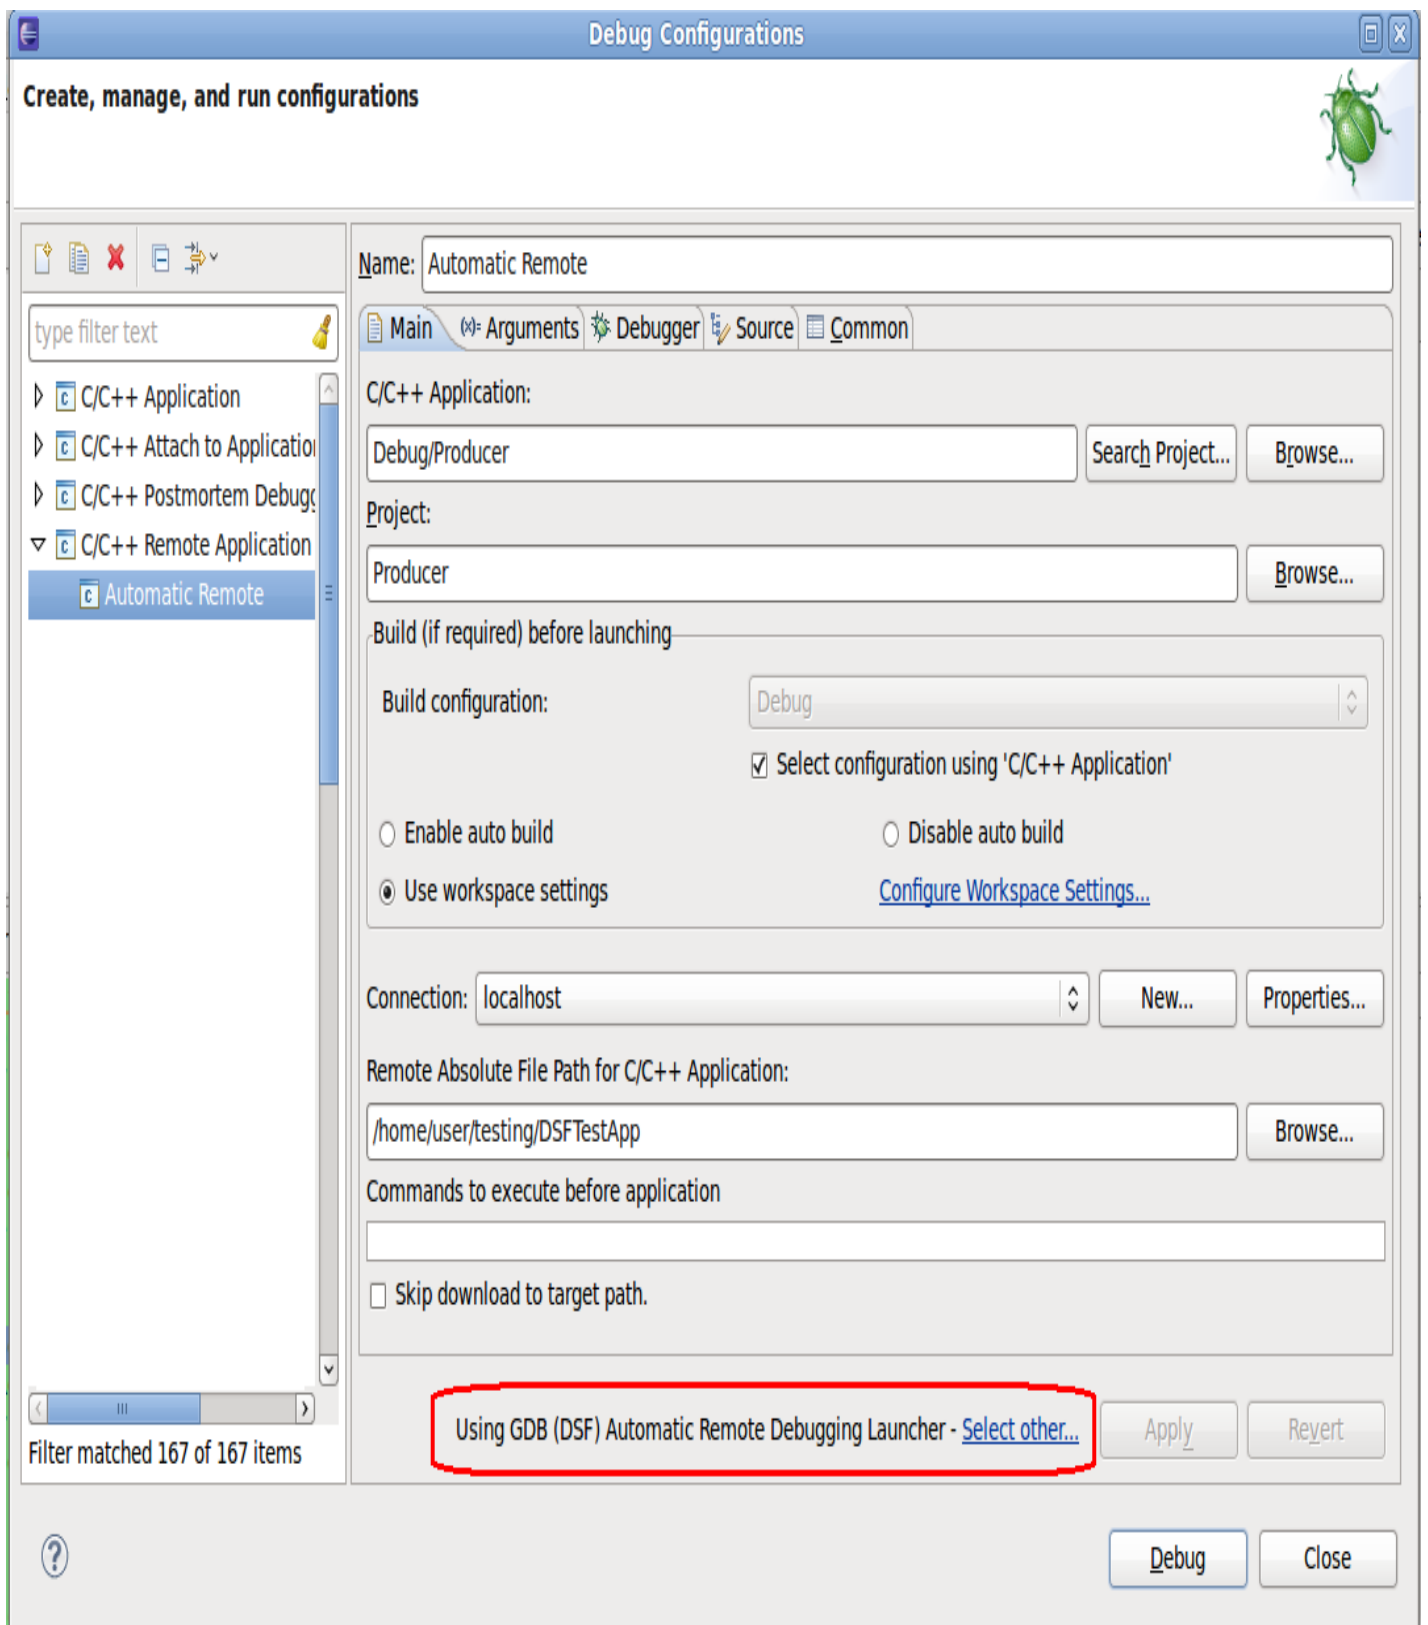 Debug Configurations
Create, manage, and run configurations
Name: Automatic Remote
type filter text
Main (x)= Arguments Debugger Source Common
C/C++ Application
C/C++ Attach to Application
C/C++ Postmortem Debugg
C/C++ Remote Application
Automatic Remote
Filter matched 167 of 167 items
C/C++ Application:
Debug/Producer Search Project... Browse...
Project:
Producer Browse...
Build (if required) before launching
Build configuration: Debug
Select configuration using 'C/C++ Application'
Enable auto build Disable auto build
Use workspace settings Configure Workspace Settings...
Connection: localhost New... Properties...
Remote Absolute File Path for C/C++ Application:
/home/user/testing/DSFTestApp Browse...
Commands to execute before application
Skip download to target path.
Using GDB (DSF) Automatic Remote Debugging Launcher - Select other... Apply Revert
Debug Close